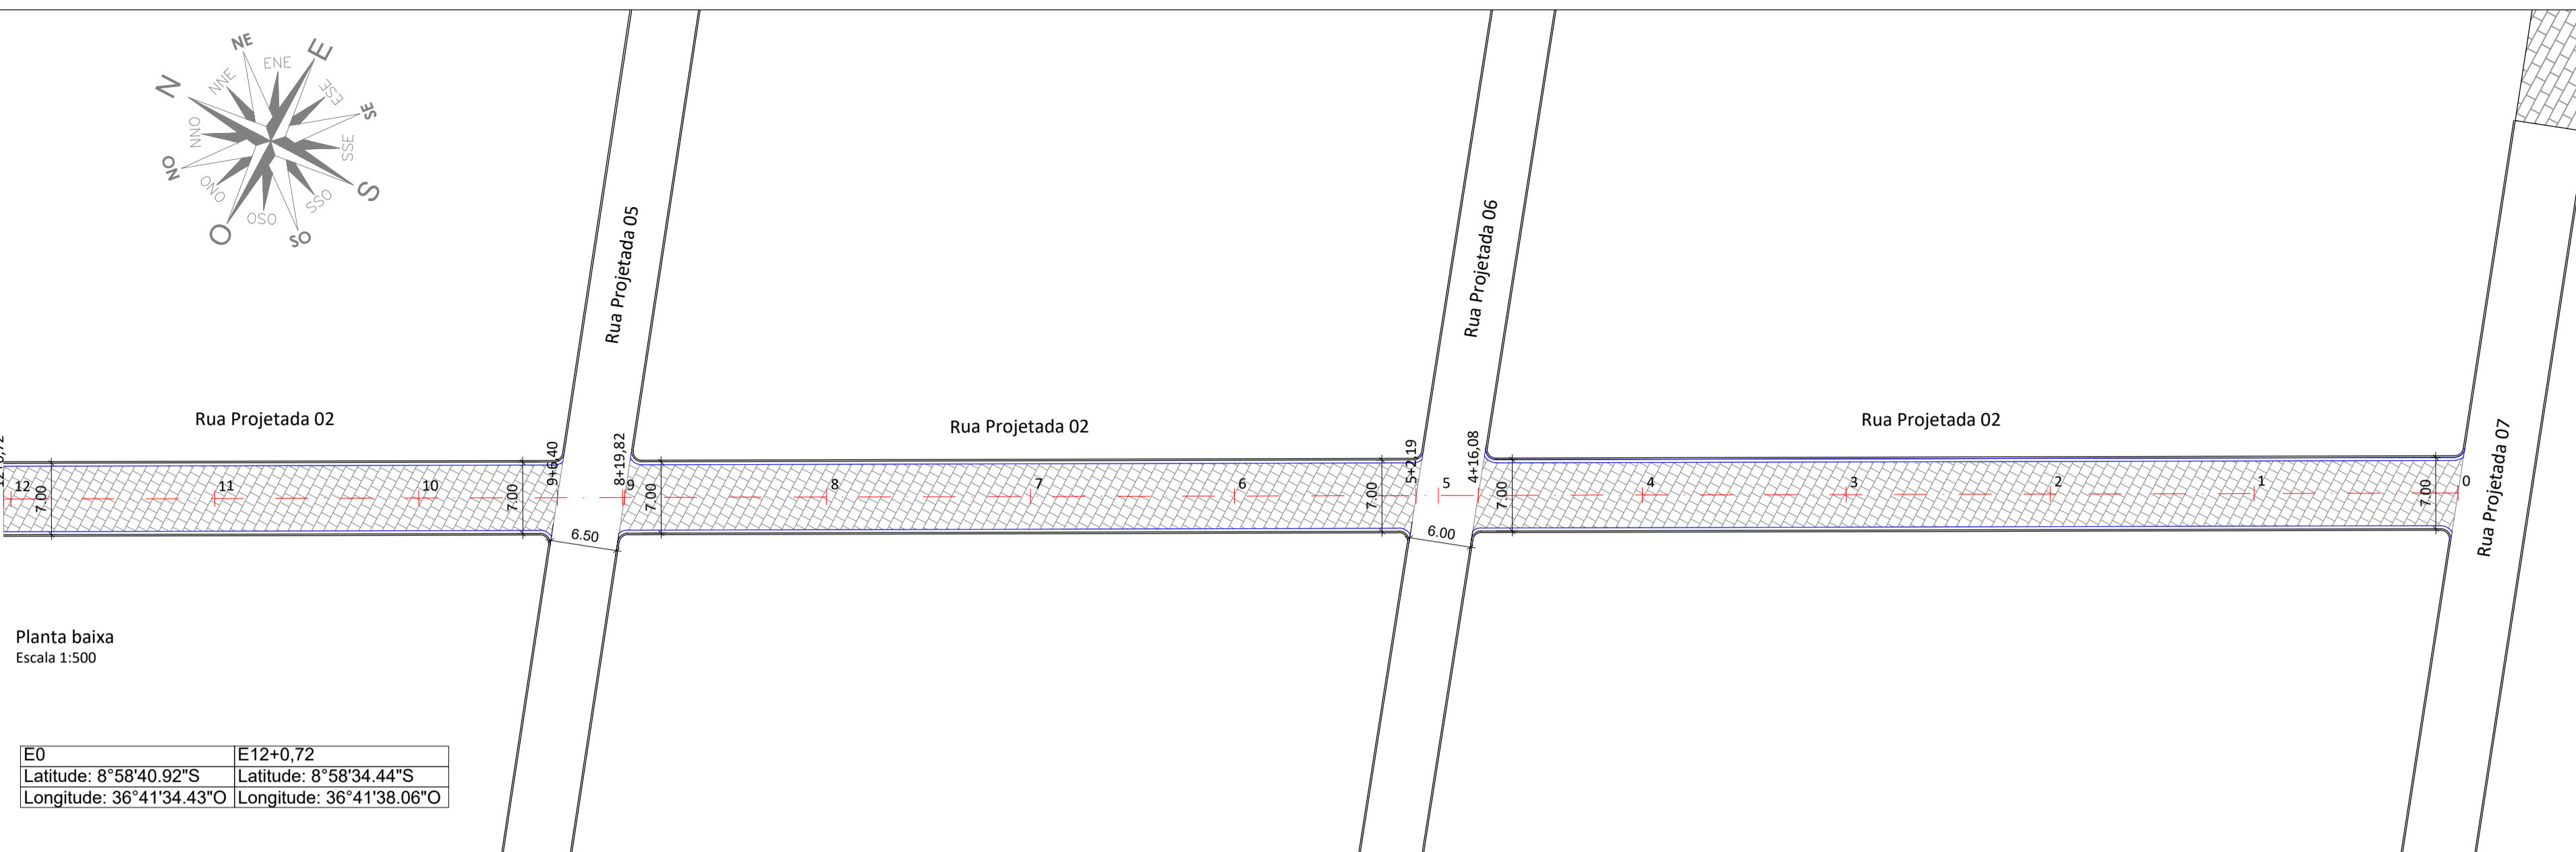 NE
E
ENE
NNE
ESE
N
SE
NNO
SSE
NO
ONO
SSO
S
OSO
O
SO
Rua Projetada 05
Rua Projetada 06
Rua Projetada 07
Rua Projetada 02
Rua Projetada 02
Rua Projetada 02
12
7.00
11
10
7.00
9+6,40
8+19,82
9
7.00
8
7
6
7.00
5+2,19
5
4+16,08
7.00
4
3
2
1
7.00
0
6.50
6.00
Planta baixa
Escala 1:500
E0 E12+0,72
Latitude: 8°58'40.92"S Latitude: 8°58'34.44"S
Longitude: 36°41'34.43"O Longitude: 36°41'38.06"O